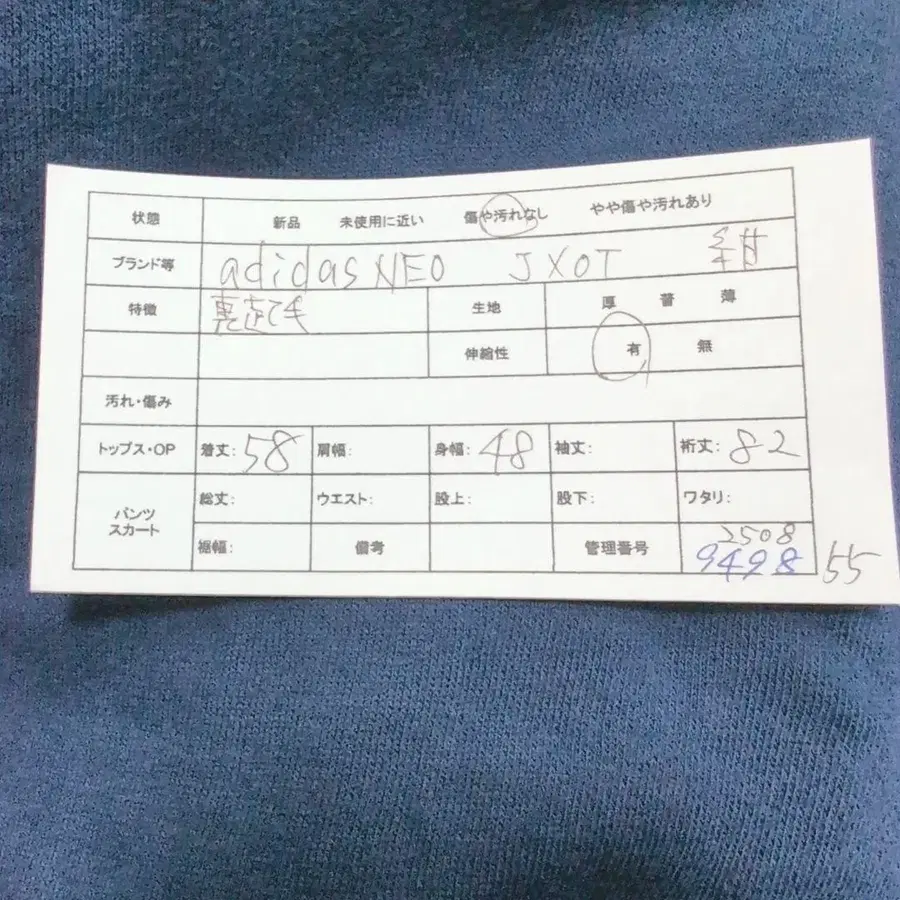 状態 新品 未使用に近い 傷や汚れなし やや傷や汚れあり
ブランド等 adidas NEO JXOT 紺
特徴 裏起毛 生地 厚 普 薄
伸縮性 有 無
汚れ・傷み
トップス・OP 着丈: 58 肩幅: 身幅: 48 袖丈: 裄丈: 82
パンツ スカート 総丈: ウエスト: 股上: 股下: ワタリ:
裾幅: 備考 管理番号 2508
9498 55